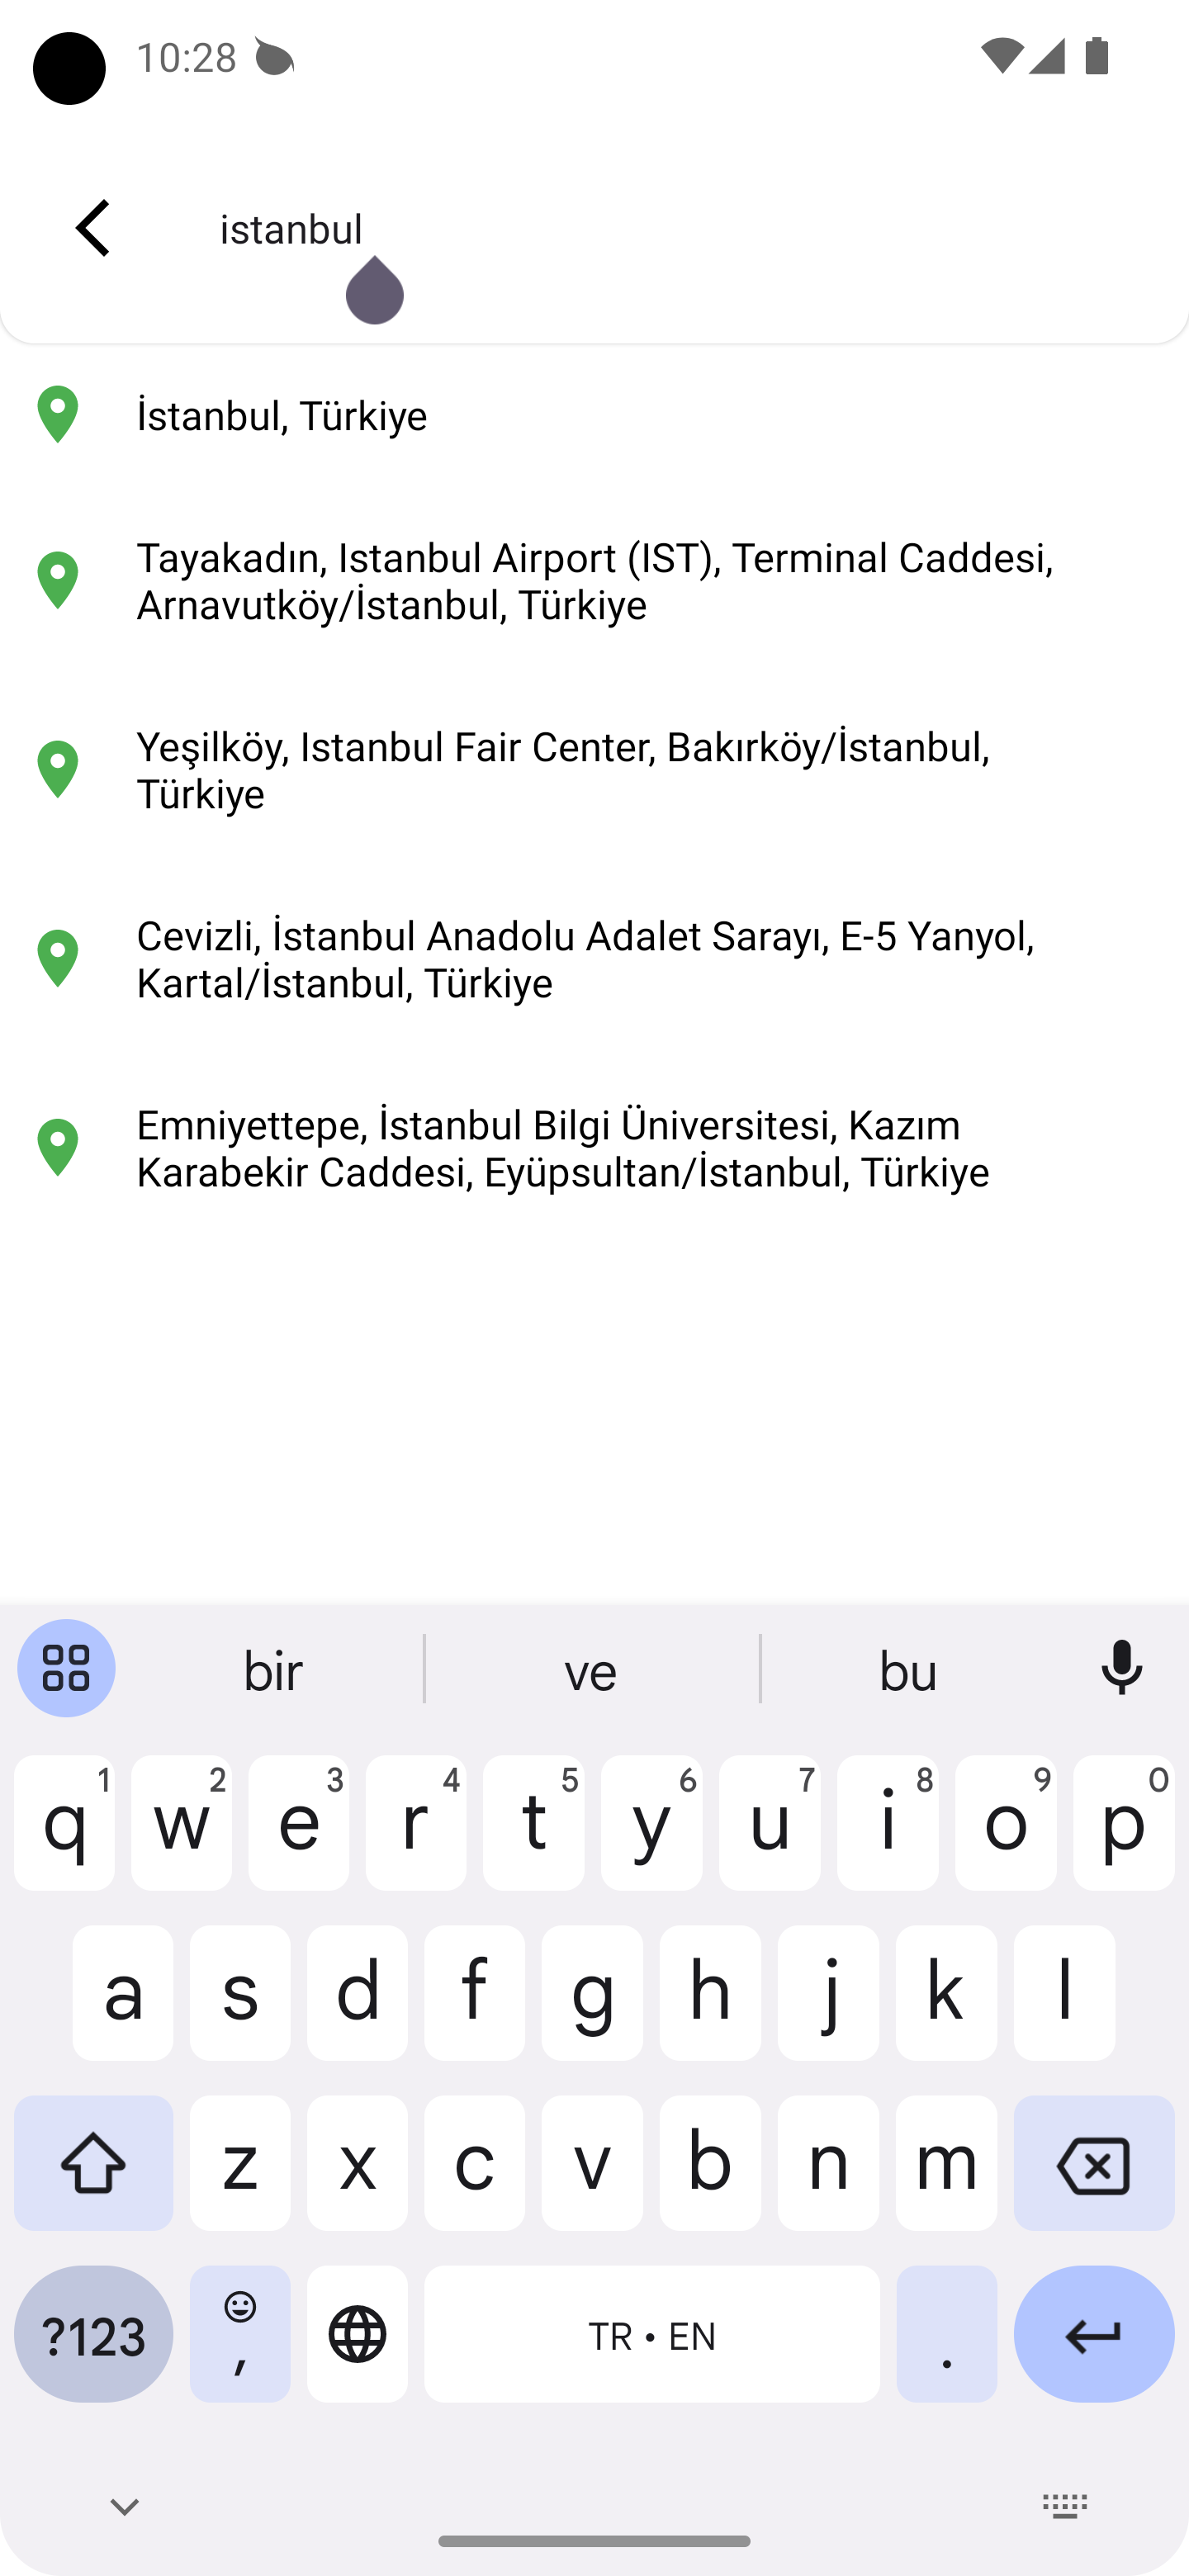 10:28
istanbul
İstanbul, Türkiye
Tayakadın, Istanbul Airport (IST), Terminal Caddesi,
Arnavutköy/İstanbul, Türkiye
Yeşilköy, Istanbul Fair Center, Bakırköy/İstanbul,
Türkiye
Cevizli, İstanbul Anadolu Adalet Sarayı, E-5 Yanyol,
Kartal/İstanbul, Türkiye
Emniyettepe, İstanbul Bilgi Üniversitesi, Kazım
Karabekir Caddesi, Eyüpsultan/İstanbul, Türkiye
bir ve bu
1 2 3 4 5 6 7 8 9 0
q w e r t y u i o p
a s d f g h j k l
z x c v b n m
?123 , TR • EN .